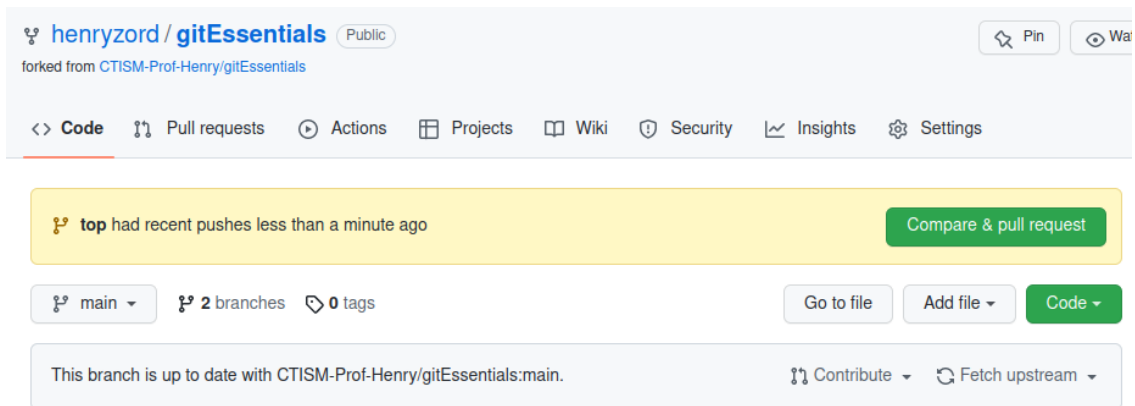 henryzord / gitEssentials Public
Pin
Wat
forked from CTISM-Prof-Henry/gitEssentials
Code Pull requests Actions Projects Wiki Security Insights Settings
top had recent pushes less than a minute ago
Compare & pull request
main 2 branches 0 tags
Go to file Add file Code
This branch is up to date with CTISM-Prof-Henry/gitEssentials:main.
Contribute Fetch upstream